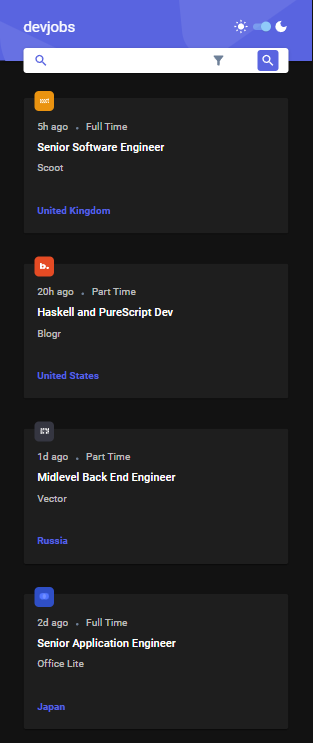 devjobs
5h ago • Full Time
Senior Software Engineer
Scoot
United Kingdom
b.
20h ago • Part Time
Haskell and PureScript Dev
Blogr
United States
1d ago • Part Time
Midlevel Back End Engineer
Vector
Russia
2d ago • Full Time
Senior Application Engineer
Office Lite
Japan